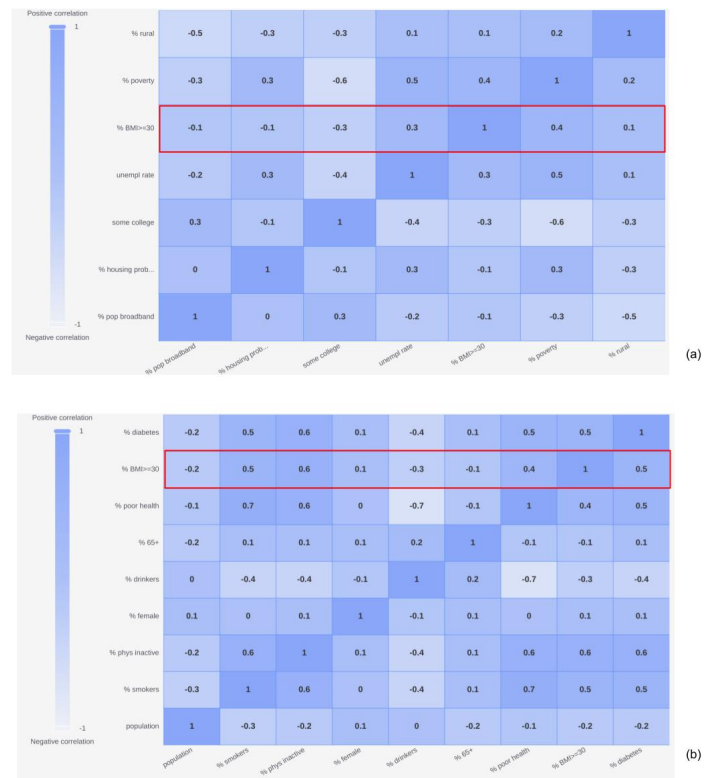 Positive correlation
1
% rural -0.5 -0.3 -0.3 0.1 0.1 0.2 1
% poverty -0.3 0.3 -0.6 0.5 0.4 1 0.2
% BMI>=30 -0.1 -0.1 -0.3 0.3 1 0.4 0.1
unempl rate -0.2 0.3 -0.4 1 0.3 0.5 0.1
some college 0.3 -0.1 1 -0.4 -0.3 -0.6 -0.3
% housing prob... 0 1 -0.1 0.3 -0.1 0.3 -0.3
% pop broadband 1 0 0.3 -0.2 -0.1 -0.3 -0.5
-1
Negative correlation
% pop broadband % housing prob... some college unempl rate % BMI>=30 % poverty % rural
(a)
Positive correlation
1
% diabetes -0.2 0.5 0.6 0.1 -0.4 0.1 0.5 0.5 1
% BMI>=30 -0.2 0.5 0.6 0.1 -0.3 -0.1 0.4 1 0.5
% poor health -0.1 0.7 0.6 0 -0.7 -0.1 1 0.4 0.5
% 65+ -0.2 0.1 0.1 0.1 0.2 1 -0.1 -0.1 0.1
% drinkers 0 -0.4 -0.4 -0.1 1 0.2 -0.7 -0.3 -0.4
% female 0.1 0 0.1 1 -0.1 0.1 0 0.1 0.1
% phys inactive -0.2 0.6 1 0.1 -0.4 0.1 0.6 0.6 0.6
% smokers -0.3 1 0.6 0 -0.4 0.1 0.7 0.5 0.5
population 1 -0.3 -0.2 0.1 0 -0.2 -0.1 -0.2 -0.2
-1
Negative correlation
population % smokers % phys inactive % female % drinkers % 65+ % poor health % BMI>=30 % diabetes
(b)